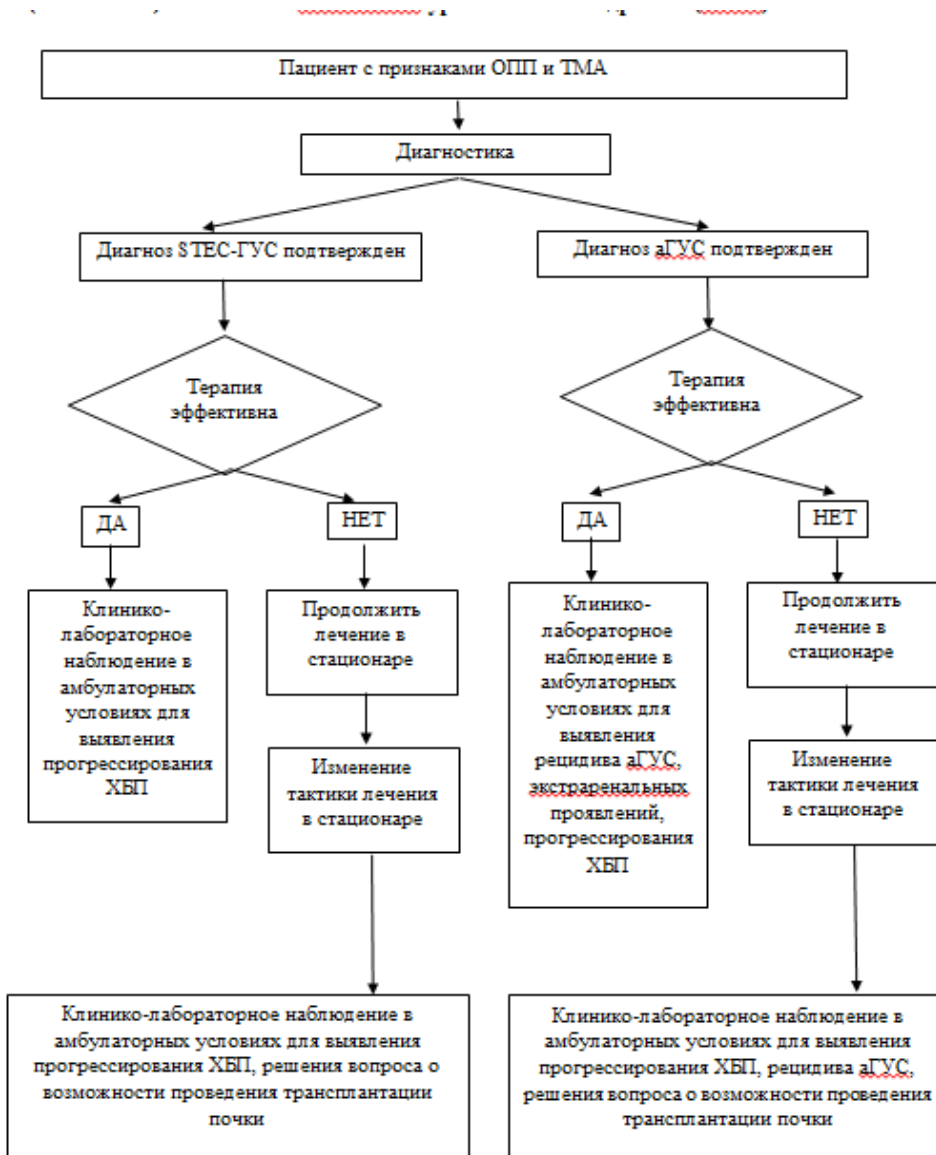 Пациент с признаками ОПП и ТМА
Диагностика
Диагноз STEC-ГУС подтвержден
Диагноз аГУС подтвержден
Терапия
эффективна
Терапия
эффективна
ДА
НЕТ
ДА
НЕТ
Клинико-
лабораторное
наблюдение в
амбулаторных
условиях для
выявления
прогрессирования
ХБП
Продолжить
лечение в
стационаре
Изменение
тактики лечения
в стационаре
Клинико-
лабораторное
наблюдение в
амбулаторных
условиях для
выявления
рецидива аГУС,
экстраренальных
проявлений,
прогрессирования
ХБП
Продолжить
лечение в
стационаре
Изменение
тактики лечения
в стационаре
Клинико-лабораторное наблюдение в
амбулаторных условиях для выявления
прогрессирования ХБП, решения вопроса о
возможности проведения трансплантации
почки
Клинико-лабораторное наблюдение в
амбулаторных условиях для выявления
прогрессирования ХБП, рецидива аГУС,
решения вопроса о возможности проведения
трансплантации почки